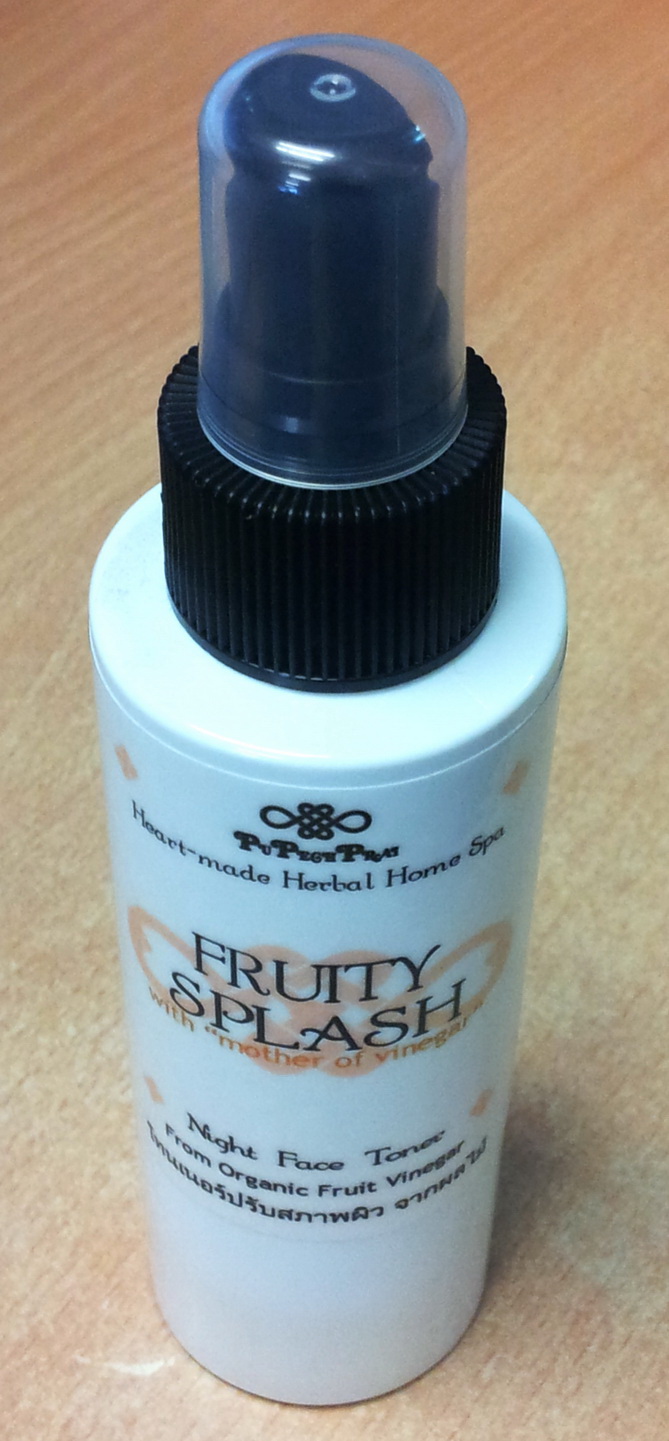 PuPechPrai
Heart-made Herbal Home Spa
FRUITY
SPLASH
with "mother of vinegar"
Night Face Toner
From Organic Fruit Vinegar
โทนเนอร์ปรับสภาพผิว จากผลไม้